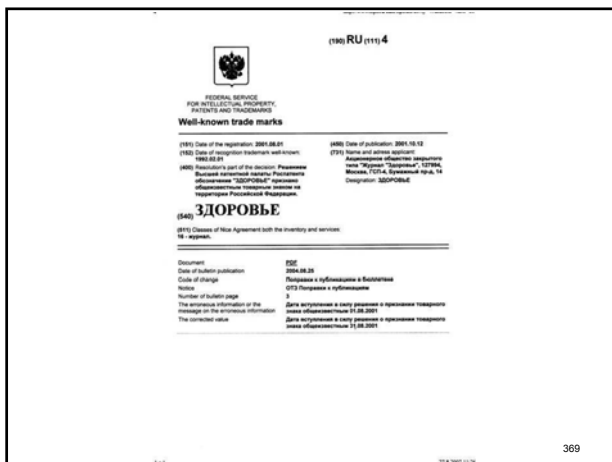 (190) RU (111) 4
FEDERAL SERVICE
FOR INTELLECTUAL PROPERTY,
PATENTS AND TRADEMARKS
Well-known trade marks
(151) Date of the registration: 2001.08.01
(152) Date of recognition trademark well-known:
1992.02.01
(400) Resolution's part of the decision: Решением
Высшей патентной палаты Роспатента
обозначение "ЗДОРОВЬЕ" признано
общеизвестным товарным знаком на
территории Российской Федерации.
(450) Date of publication: 2001.10.12
(731) Name and adress applicant:
Акционерное общество закрытого
типа "Журнал "Здоровье", 127994,
Москва, ГСП-4, Бумажный пр-д, 14
Designation: ЗДОРОВЬЕ
(540) ЗДОРОВЬЕ
(511) Classes of Nice Agreement both the inventory and services:
16 - журнал.
Document PDF
Date of bulletin publication 2004.08.25
Code of change Поправки к публикациям в бюллетене
Notice ОТЗ Поправки к публикациям
Number of bulletin page 3
The erroneous information or the message on the erroneous information Дата вступления в силу решения о признании товарного знака общеизвестным 01.08.2001
The corrected value Дата вступления в силу решения о признании товарного знака общеизвестным 31.08.2001
369